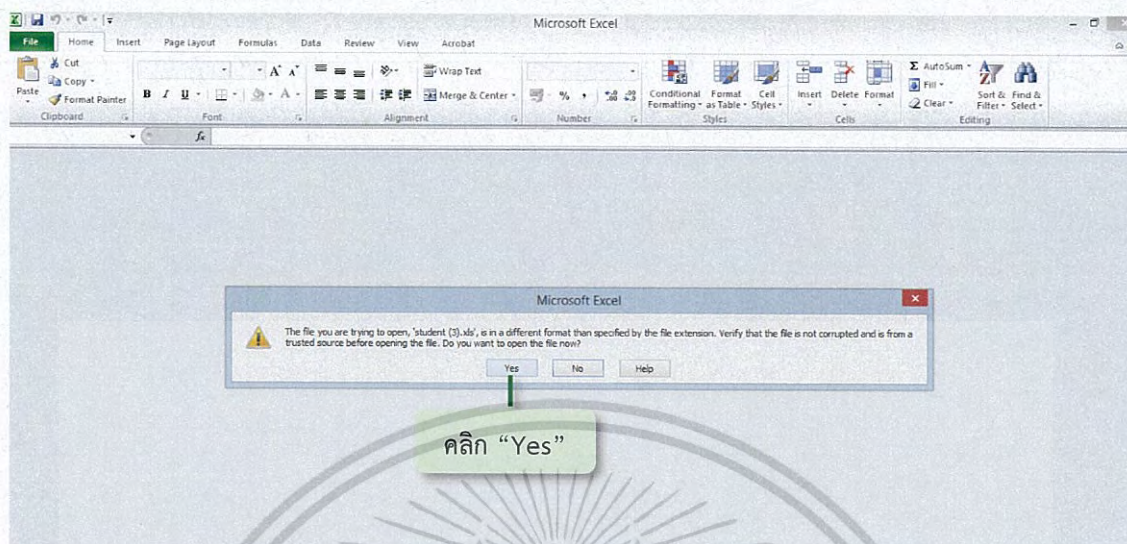 Microsoft Excel
File Home Insert Page Layout Formulas Data Review View Acrobat
Cut
Copy
Format Painter
Paste
Clipboard
B I U
A A
A
Font
Wrap Text
Merge & Center
Alignment
% ,
Number
Conditional Formatting
Format as Table
Cell Styles
Styles
Insert Delete Format
Cells
Σ AutoSum
Fill
Clear
Sort & Filter
Find & Select
Editing
fx
Microsoft Excel
The file you are trying to open, 'student (3).xls', is in a different format than specified by the file extension. Verify that the file is not corrupted and is from a
trusted source before opening the file. Do you want to open the file now?
Yes No Help
คลิก “Yes”